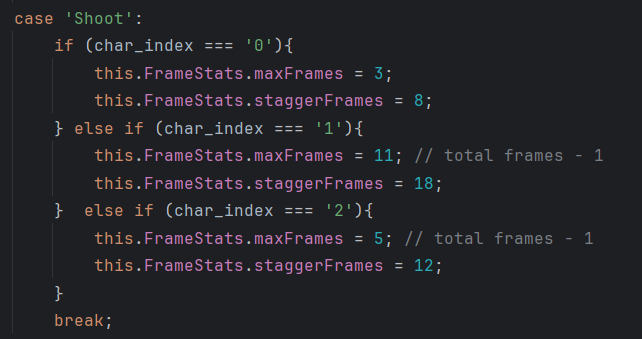 case 'Shoot':
if (char_index === '0'){
this.FrameStats.maxFrames = 3;
this.FrameStats.staggerFrames = 8;
} else if (char_index === '1'){
this.FrameStats.maxFrames = 11; // total frames - 1
this.FrameStats.staggerFrames = 18;
}  else if (char_index === '2'){
this.FrameStats.maxFrames = 5; // total frames - 1
this.FrameStats.staggerFrames = 12;
}
break;